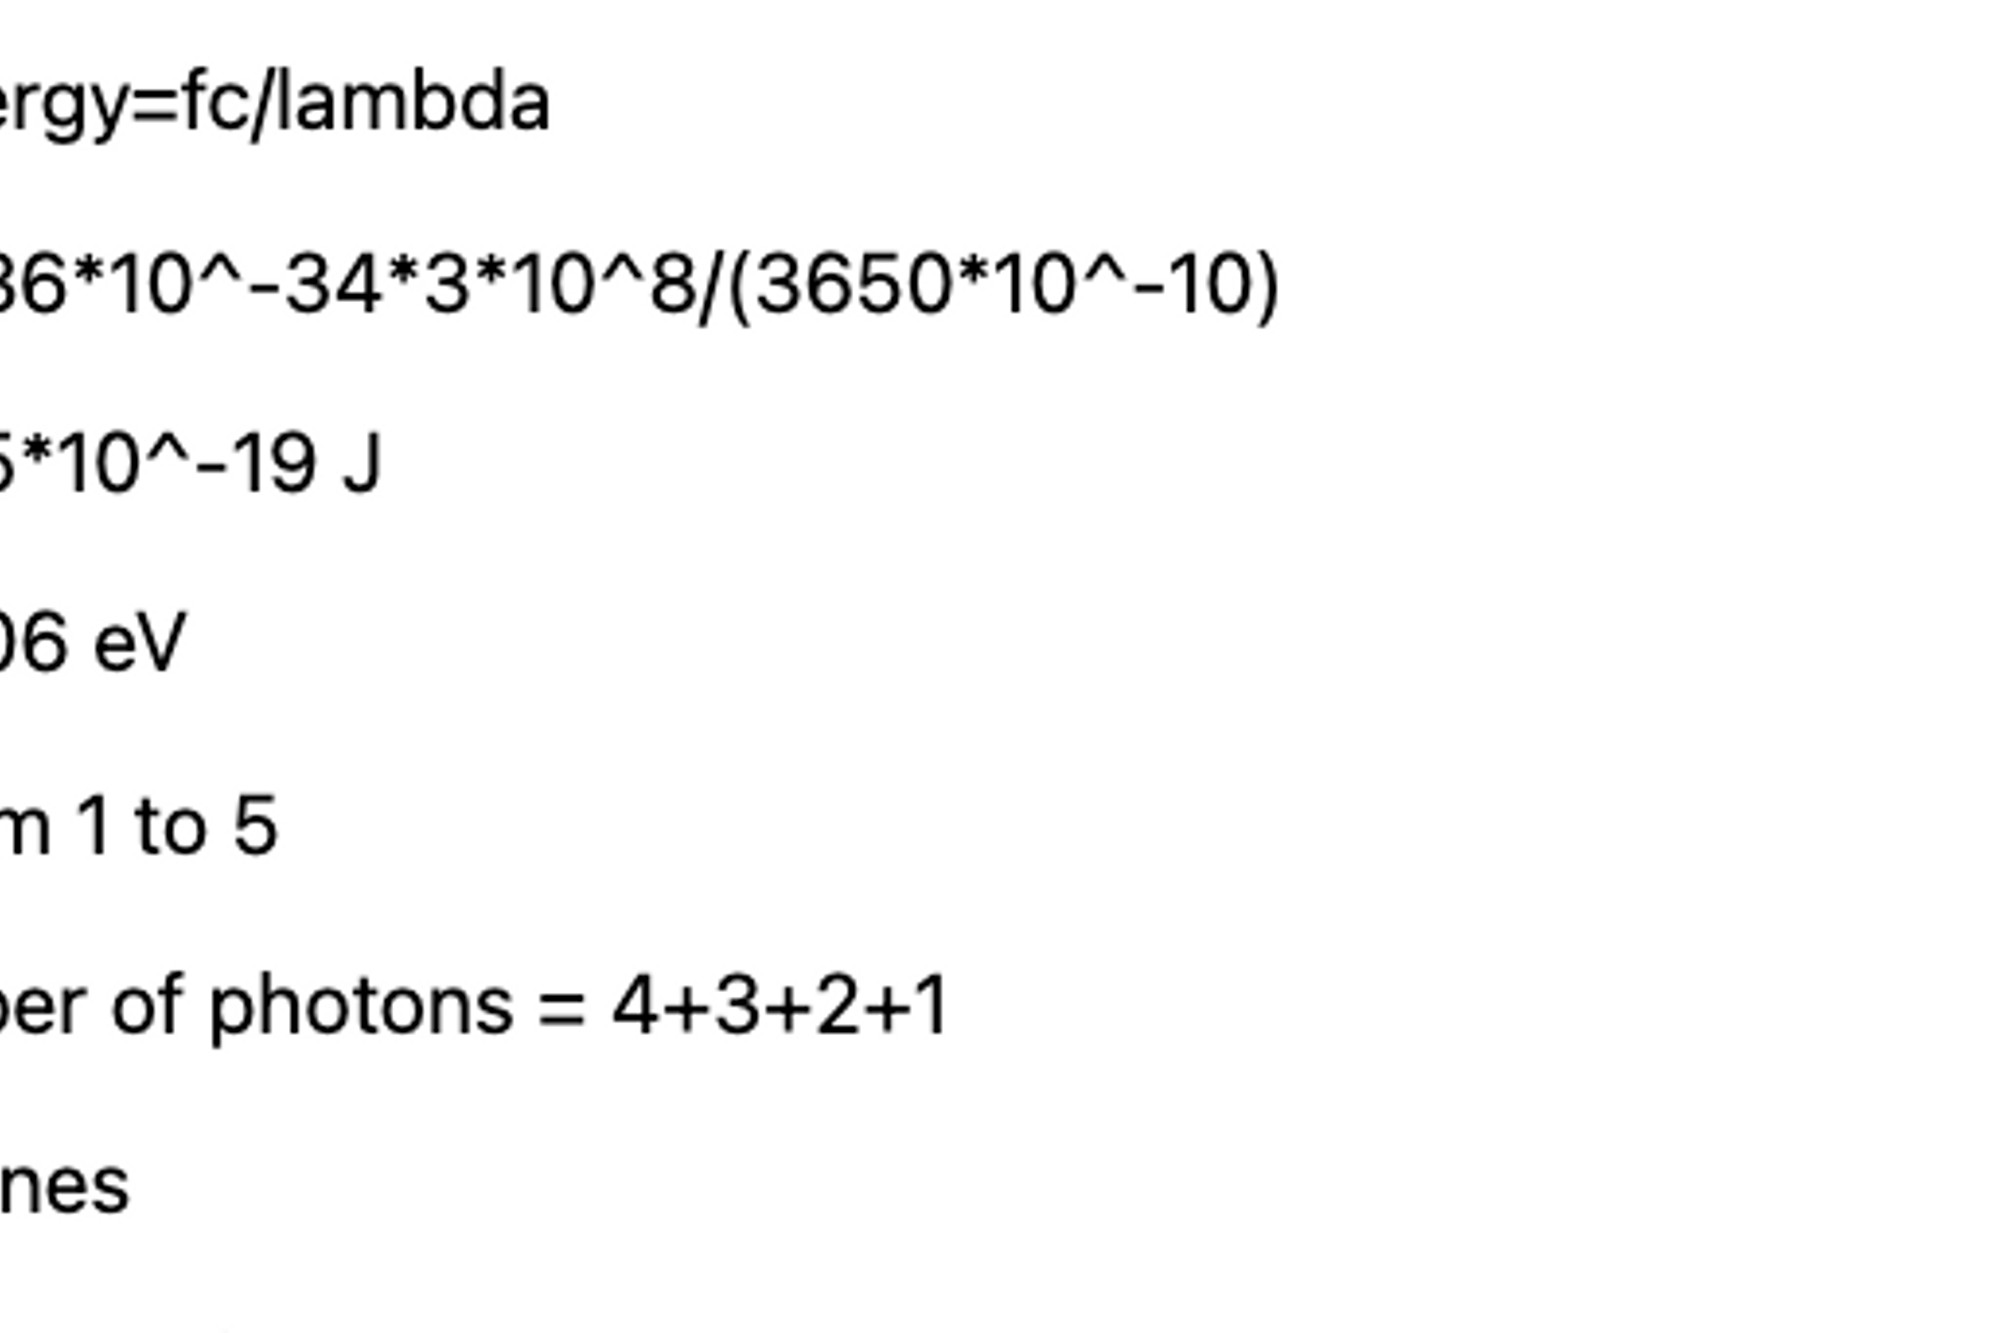 ergy=fc/lambda
36*10^-34*3*10^8/(3650*10^-10)
5*10^-19 J
06 eV
m 1 to 5
ber of photons = 4+3+2+1
nes